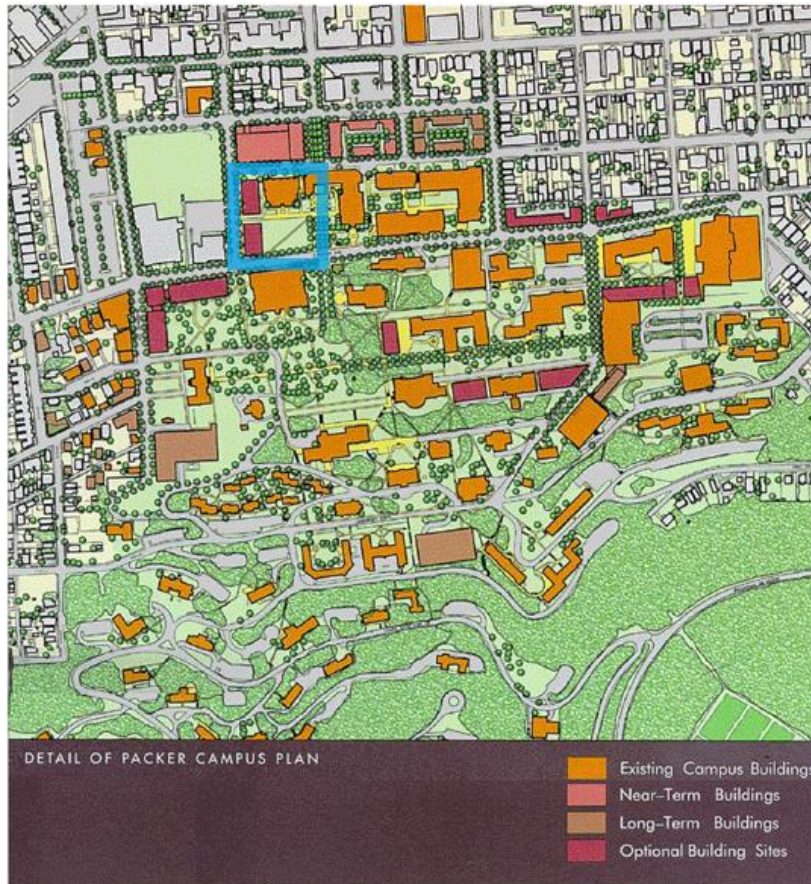 DETAIL OF PACKER CAMPUS PLAN
Existing Campus Buildings
Near–Term Buildings
Long–Term Buildings
Optional Building Sites